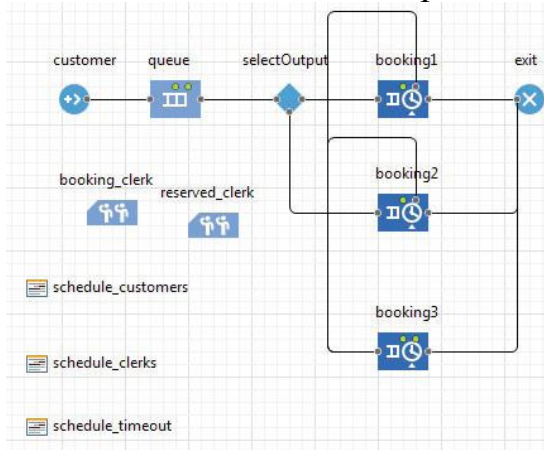 customer queue selectOutput booking1 exit
booking2
booking_clerk
reserved_clerk
schedule_customers
booking3
schedule_clerks
schedule_timeout